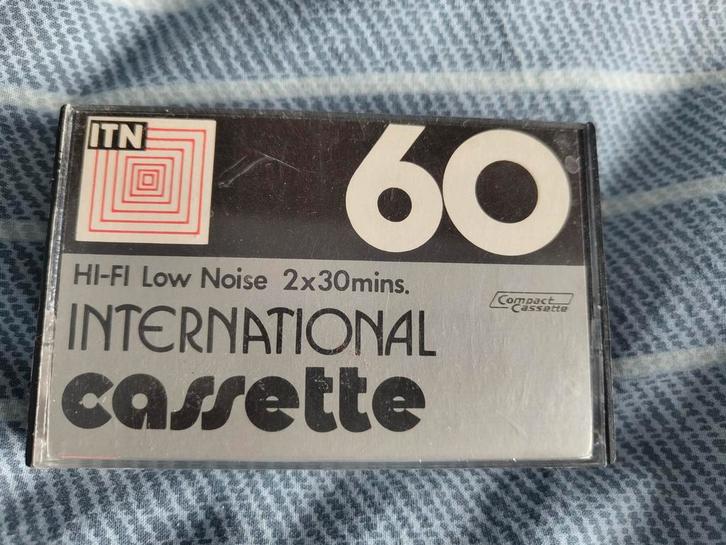 ITN
60
HI-FI Low Noise 2x30mins.
Compact
Cassette
INTERNATIONAL
cassette